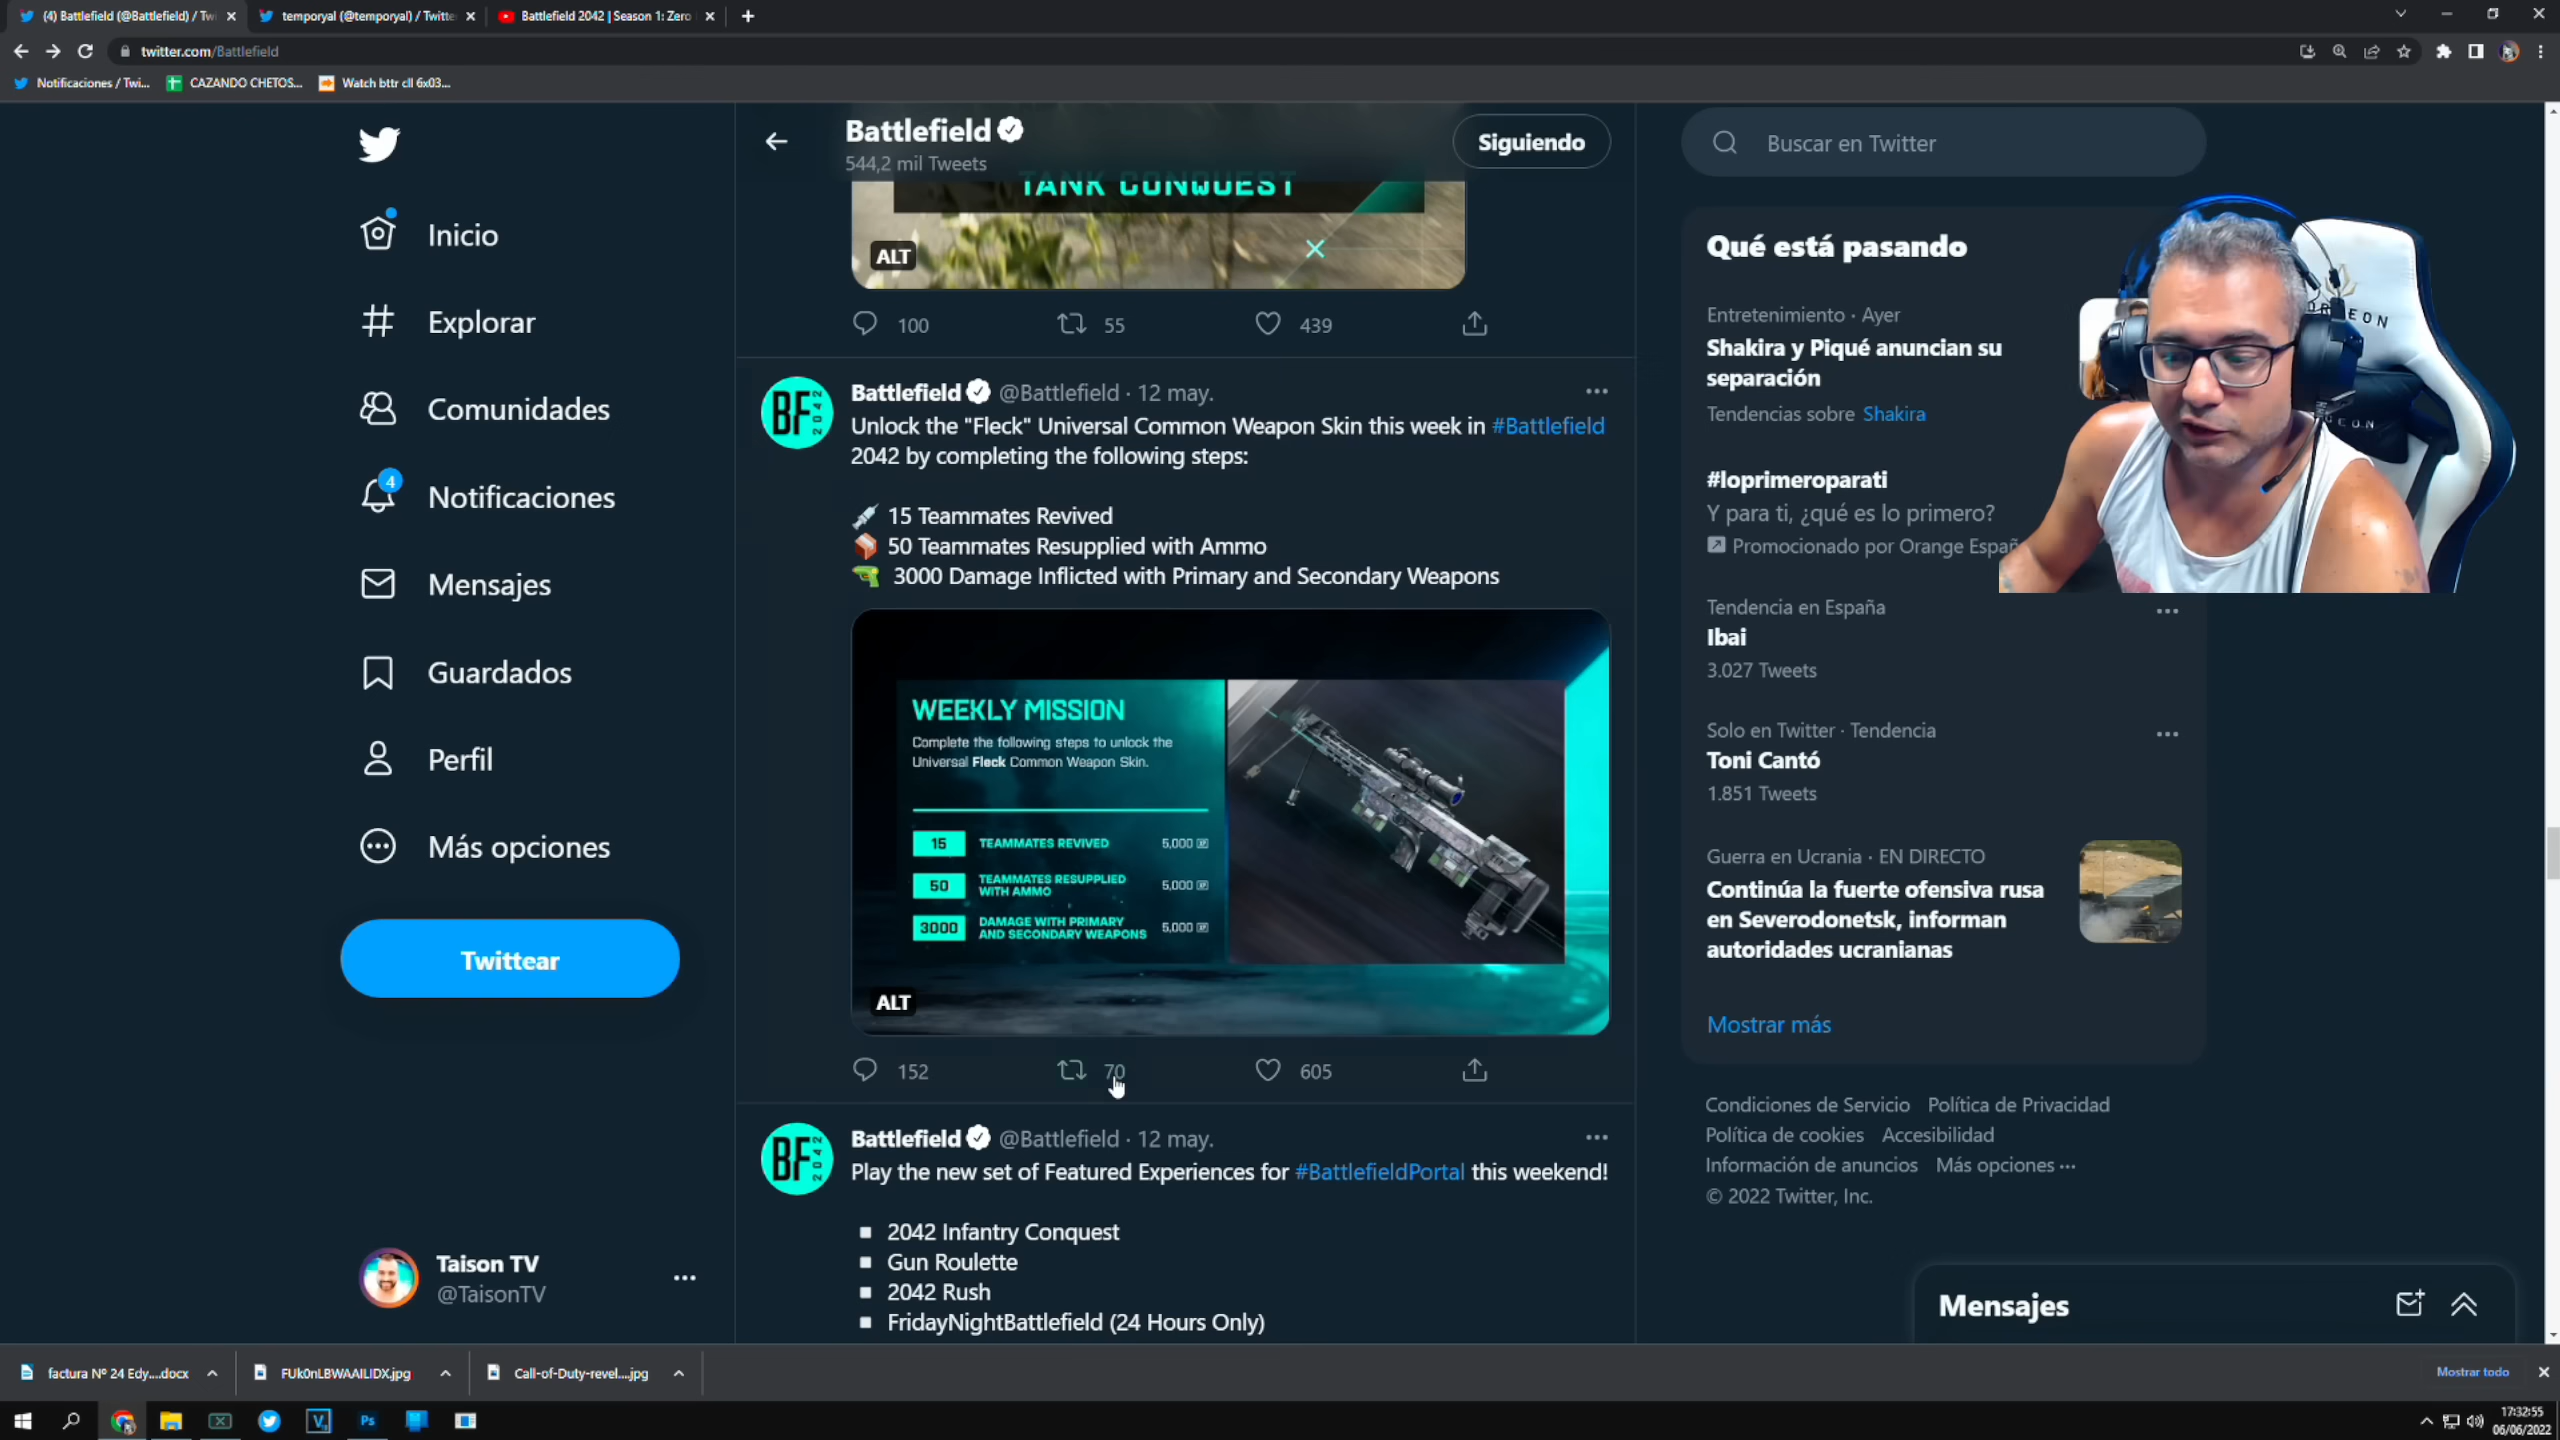 (4) Battlefield (@Battlefield) / Tw
temporyal (@temporyal) / Twitte
Battlefield 2042 | Season 1: Zero
twitter.com/Battlefield
Notificaciones / Twi...
CAZANDO CHETOS...
Watch bttr cll 6x03...
Inicio
Explorar
Comunidades
4
Notificaciones
Mensajes
Guardados
Perfil
Más opciones
Twittear
Taison TV
@TaisonTV
Battlefield
544,2 mil Tweets
Siguiendo
TANK CONQUEST
ALT
100
55
439
Battlefield @Battlefield · 12 may.
Unlock the "Fleck" Universal Common Weapon Skin this week in #Battlefield
2042 by completing the following steps:
15 Teammates Revived
50 Teammates Resupplied with Ammo
3000 Damage Inflicted with Primary and Secondary Weapons
WEEKLY MISSION
Complete the following steps to unlock the
Universal Fleck Common Weapon Skin.
15 TEAMMATES REVIVED 5,000 XP
50 TEAMMATES RESUPPLIED
WITH AMMO 5,000 XP
3000 DAMAGE WITH PRIMARY
AND SECONDARY WEAPONS 5,000 XP
ALT
152
70
605
BF 2042
Battlefield @Battlefield · 12 may.
Play the new set of Featured Experiences for #BattlefieldPortal this weekend!
2042 Infantry Conquest
Gun Roulette
2042 Rush
FridayNightBattlefield (24 Hours Only)
BF 2042
Buscar en Twitter
Qué está pasando
Entretenimiento · Ayer
Shakira y Piqué anuncian su
separación
Tendencias sobre Shakira
#loprimeroparati
Y para ti, ¿qué es lo primero?
Promocionado por Orange Españ
Tendencia en España
Ibai
3.027 Tweets
Solo en Twitter · Tendencia
Toni Cantó
1.851 Tweets
Guerra en Ucrania · EN DIRECTO
Continúa la fuerte ofensiva rusa
en Severodonetsk, informan
autoridades ucranianas
Mostrar más
Condiciones de Servicio Política de Privacidad
Política de cookies Accesibilidad
Información de anuncios Más opciones ···
© 2022 Twitter, Inc.
Mensajes
factura Nº 24 Edy....docx
FUk0nLBWAAILIDX.jpg
Call-of-Duty-revel....jpg
Mostrar todo
Ps
17:32:55
06/06/2022